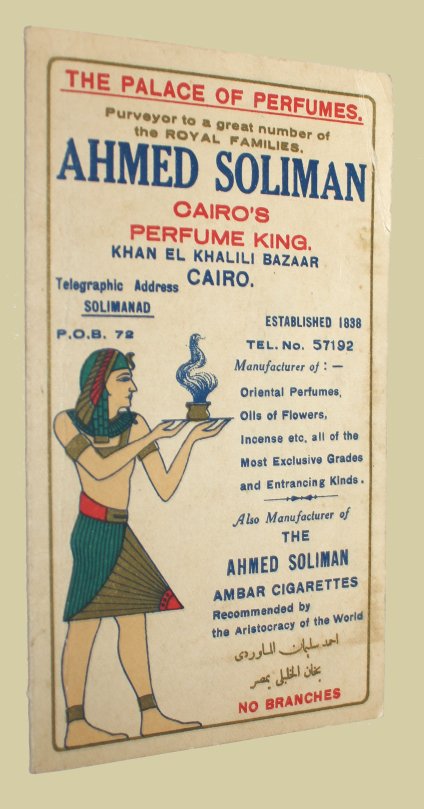 THE PALACE OF PERFUMES.
Purveyor to a great number of
the ROYAL FAMILIES.
AHMED SOLIMAN
CAIRO'S
PERFUME KING.
KHAN EL KHALILI BAZAAR
CAIRO.
Telegraphic Address
SOLIMANAD
P.O.B. 72
ESTABLISHED 1838
TEL. No. 57192
Manufacturer of : —
Oriental Perfumes,
Oils of Flowers,
Incense etc. all of the
Most Exclusive Grades
and Entrancing Kinds.
Also Manufacturer of
THE
AHMED SOLIMAN
AMBAR CIGARETTES
Recommended by
the Aristocracy of the World
احمد سليمان الماوردى
بخان الخليلى بمصر
NO BRANCHES